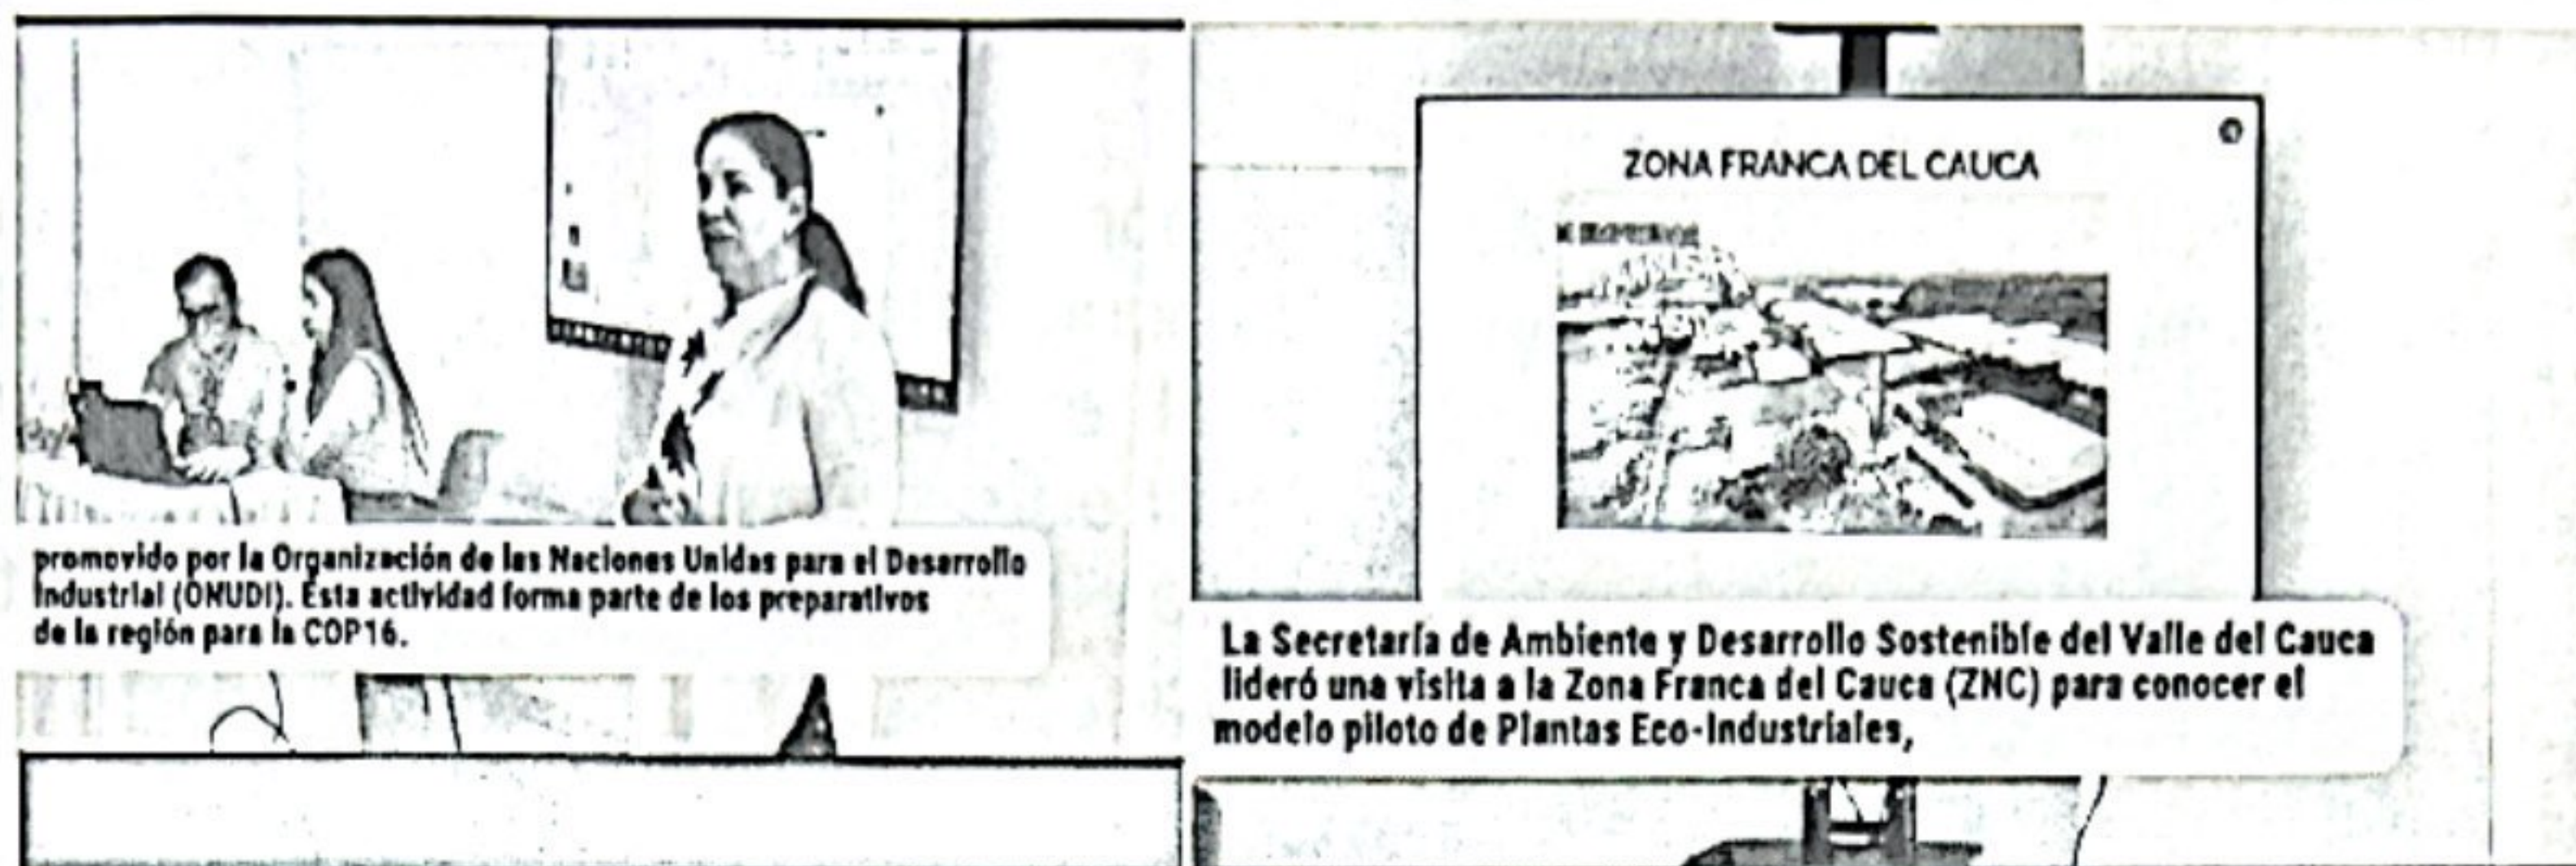 promovido por la Organización de las Naciones Unidas para el Desarrollo
Industrial (ONUDI). Esta actividad forma parte de los preparativos
de la región para la COP16.
ZONA FRANCA DEL CAUCA
La Secretaría de Ambiente y Desarrollo Sostenible del Valle del Cauca
lideró una visita a la Zona Franca del Cauca (ZNC) para conocer el
modelo piloto de Plantas Eco-Industriales,